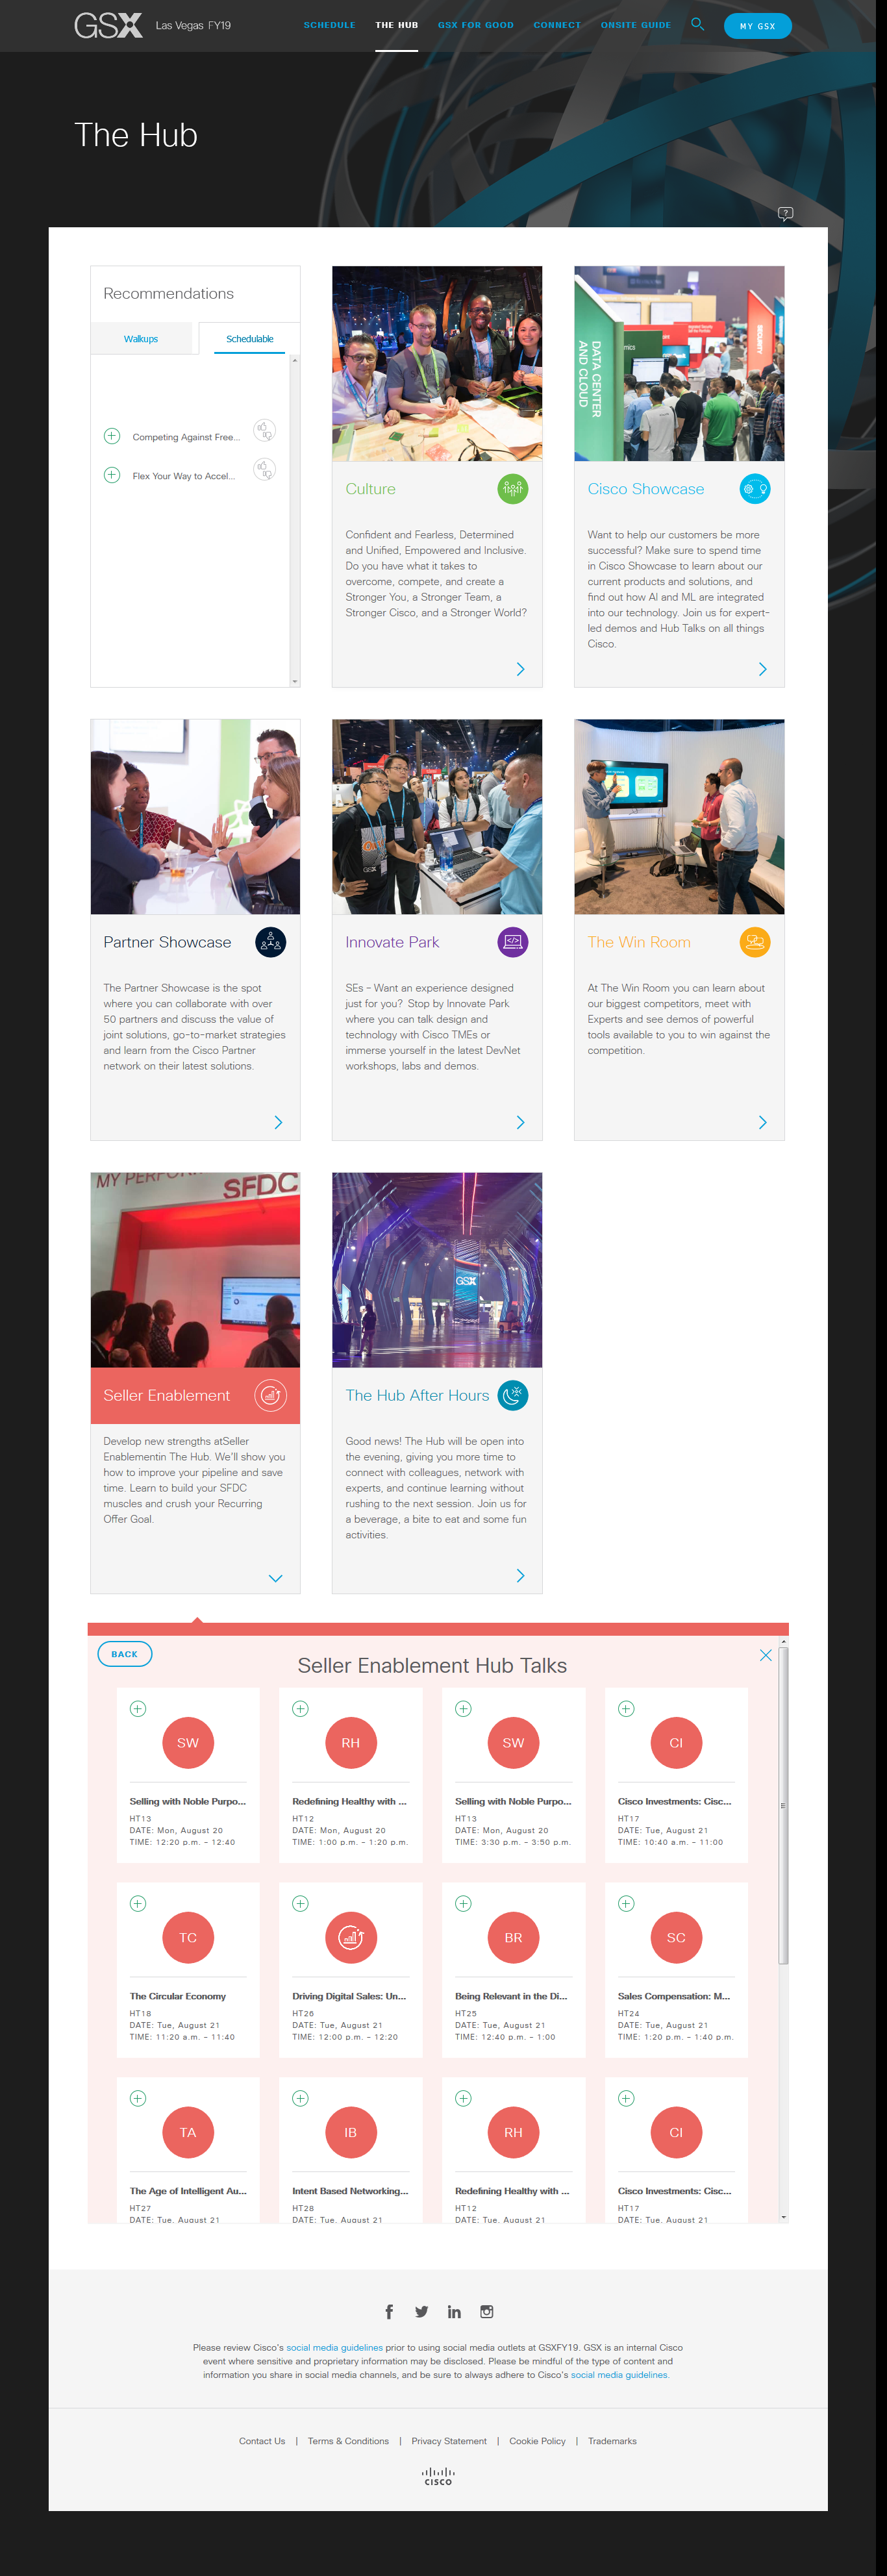 GSX Las Vegas FY19
SCHEDULE THE HUB GSX FOR GOOD CONNECT ONSITE GUIDE MY GSX
The Hub
?
Recommendations
Walkups Schedulable
Competing Against Free...
Flex Your Way to Accel...
DATA CENTER
AND CLOUD
SECURITY
Culture
Confident and Fearless, Determined
and Unified, Empowered and Inclusive.
Do you have what it takes to
overcome, compete, and create a
Stronger You, a Stronger Team, a
Stronger Cisco, and a Stronger World?
Cisco Showcase
Want to help our customers be more
successful? Make sure to spend time
in Cisco Showcase to learn about our
current products and solutions, and
find out how AI and ML are integrated
into our technology. Join us for expert-
led demos and Hub Talks on all things
Cisco.
Partner Showcase
The Partner Showcase is the spot
where you can collaborate with over
50 partners and discuss the value of
joint solutions, go-to-market strategies
and learn from the Cisco Partner
network on their latest solutions.
GSX
Innovate Park
SEs - Want an experience designed
just for you? Stop by Innovate Park
where you can talk design and
technology with Cisco TMEs or
immerse yourself in the latest DevNet
workshops, labs and demos.
The Win Room
At The Win Room you can learn about
our biggest competitors, meet with
Experts and see demos of powerful
tools available to you to win against the
competition.
MY PERFOR
SFDC
Seller Enablement
Develop new strengths atSeller
Enablementin The Hub. We'll show you
how to improve your pipeline and save
time. Learn to build your SFDC
muscles and crush your Recurring
Offer Goal.
GSX
The Hub After Hours
Good news! The Hub will be open into
the evening, giving you more time to
connect with colleagues, network with
experts, and continue learning without
rushing to the next session. Join us for
a beverage, a bite to eat and some fun
activities.
BACK
Seller Enablement Hub Talks
SW
Selling with Noble Purpo...
HT13
DATE: Mon, August 20
TIME: 12:20 p.m. - 12:40
RH
Redefining Healthy with ...
HT12
DATE: Mon, August 20
TIME: 1:00 p.m. - 1:20 p.m.
SW
Selling with Noble Purpo...
HT13
DATE: Mon, August 20
TIME: 3:30 p.m. - 3:50 p.m.
CI
Cisco Investments: Cisc...
HT17
DATE: Tue, August 21
TIME: 10:40 a.m. - 11:00
TC
The Circular Economy
HT18
DATE: Tue, August 21
TIME: 11:20 a.m. - 11:40
Driving Digital Sales: Un...
HT26
DATE: Tue, August 21
TIME: 12:00 p.m. - 12:20
BR
Being Relevant in the Di...
HT25
DATE: Tue, August 21
TIME: 12:40 p.m. - 1:00
SC
Sales Compensation: M...
HT24
DATE: Tue, August 21
TIME: 1:20 p.m. - 1:40 p.m.
TA
The Age of Intelligent Au...
HT27
DATE: Tue, August 21
IB
Intent Based Networking...
HT28
DATE: Tue, August 21
RH
Redefining Healthy with ...
HT12
DATE: Tue, August 21
CI
Cisco Investments: Cisc...
HT17
DATE: Tue, August 21
Please review Cisco's social media guidelines prior to using social media outlets at GSXFY19. GSX is an internal Cisco
event where sensitive and proprietary information may be disclosed. Please be mindful of the type of content and
information you share in social media channels, and be sure to always adhere to Cisco's social media guidelines.
Contact Us | Terms & Conditions | Privacy Statement | Cookie Policy | Trademarks
CISCO